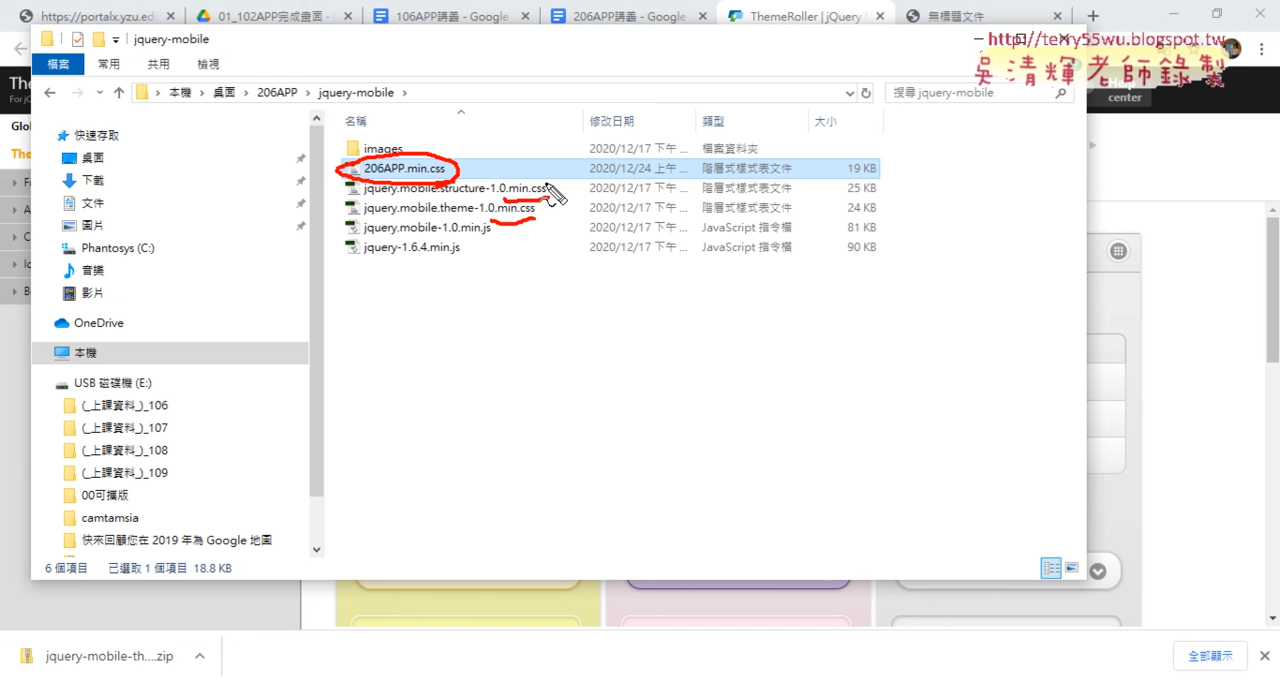 https://portalx.yzu.ed
01_102APP完成畫面 -
106APP講義 - Google
206APP講義 - Google
ThemeRoller | jQuery
無標題文件
jquery-mobile
http://terry55wu.blogspot.tw
吳清輝老師錄製
檔案
常用
共用
檢視
本機 > 桌面 > 206APP > jquery-mobile >
搜尋 jquery-mobile
center
名稱
修改日期
類型
大小
images
2020/12/17 下午 ...
檔案資料夾
206APP.min.css
2020/12/24 上午 ...
階層式樣式表文件
19 KB
jquery.mobile.structure-1.0.min.css
2020/12/17 下午 ...
階層式樣式表文件
25 KB
jquery.mobile.theme-1.0.min.css
2020/12/17 下午 ...
階層式樣式表文件
24 KB
jquery.mobile-1.0.min.js
2020/12/17 下午 ...
JavaScript 指令檔
81 KB
jquery-1.6.4.min.js
2020/12/17 下午 ...
JavaScript 指令檔
90 KB
快速存取
桌面
下載
文件
圖片
Phantosys (C:)
音樂
影片
OneDrive
本機
USB 磁碟機 (E:)
(_上課資料_)_106
(_上課資料_)_107
(_上課資料_)_108
(_上課資料_)_109
00可攜版
camtamsia
快來回顧您在 2019 年為 Google 地圖
6 個項目
已選取 1 個項目 18.8 KB
jquery-mobile-th....zip
全部顯示